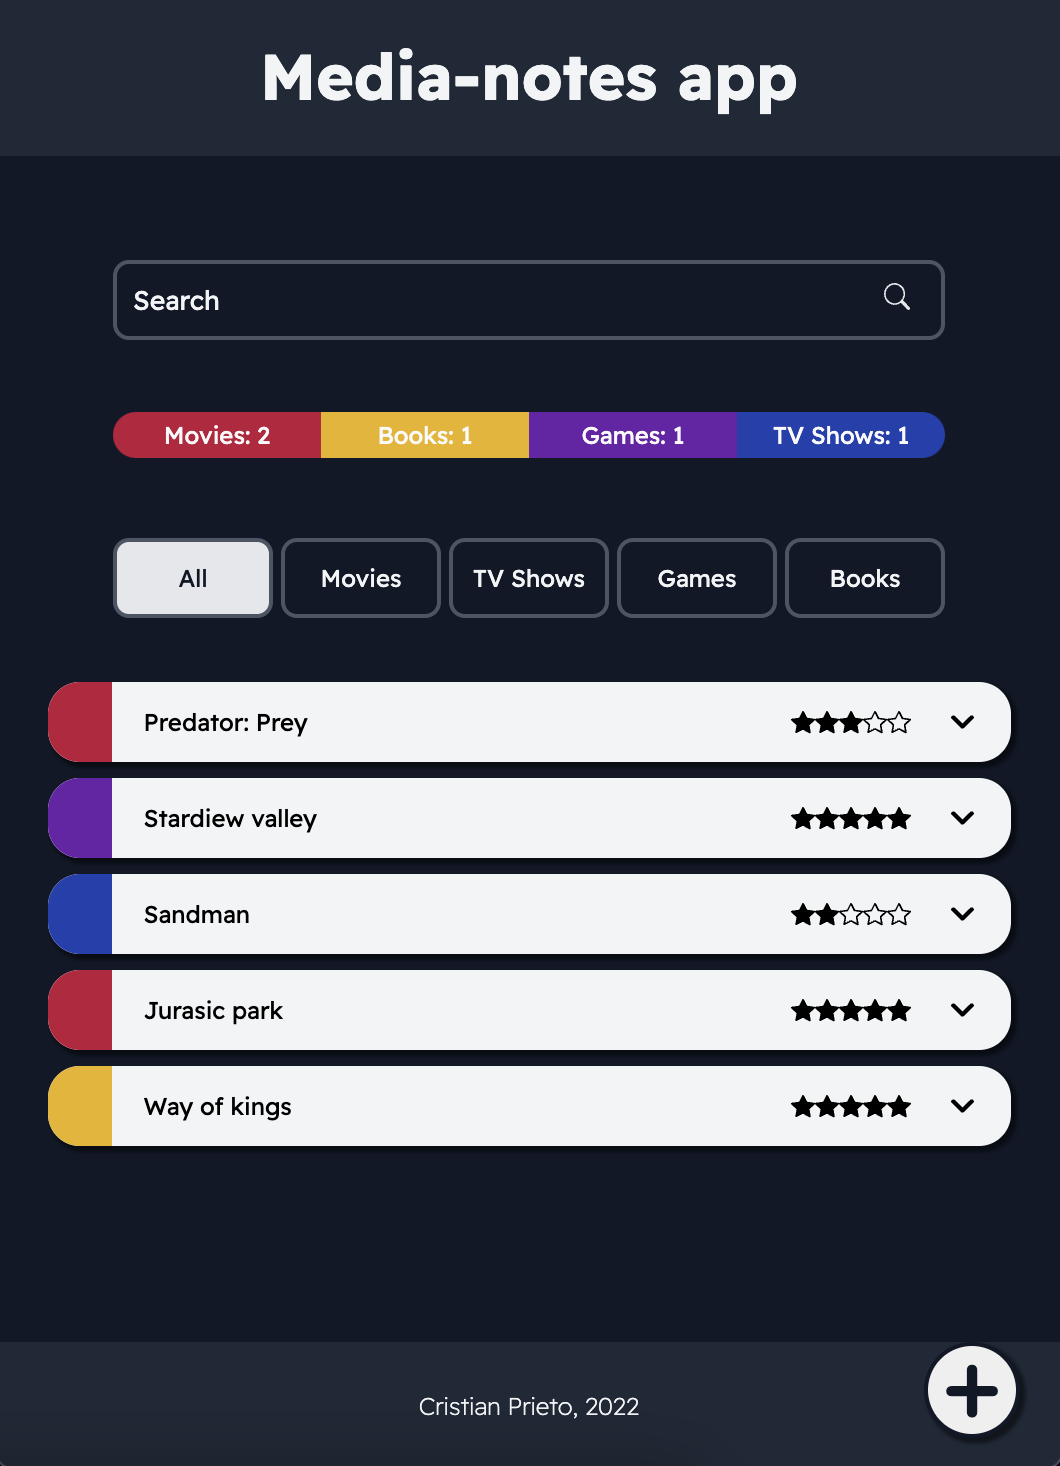 Media-notes app
Search
Movies: 2 Books: 1 Games: 1 TV Shows: 1
All Movies TV Shows Games Books
Predator: Prey
Stardiew valley
Sandman
Jurasic park
Way of kings
Cristian Prieto, 2022